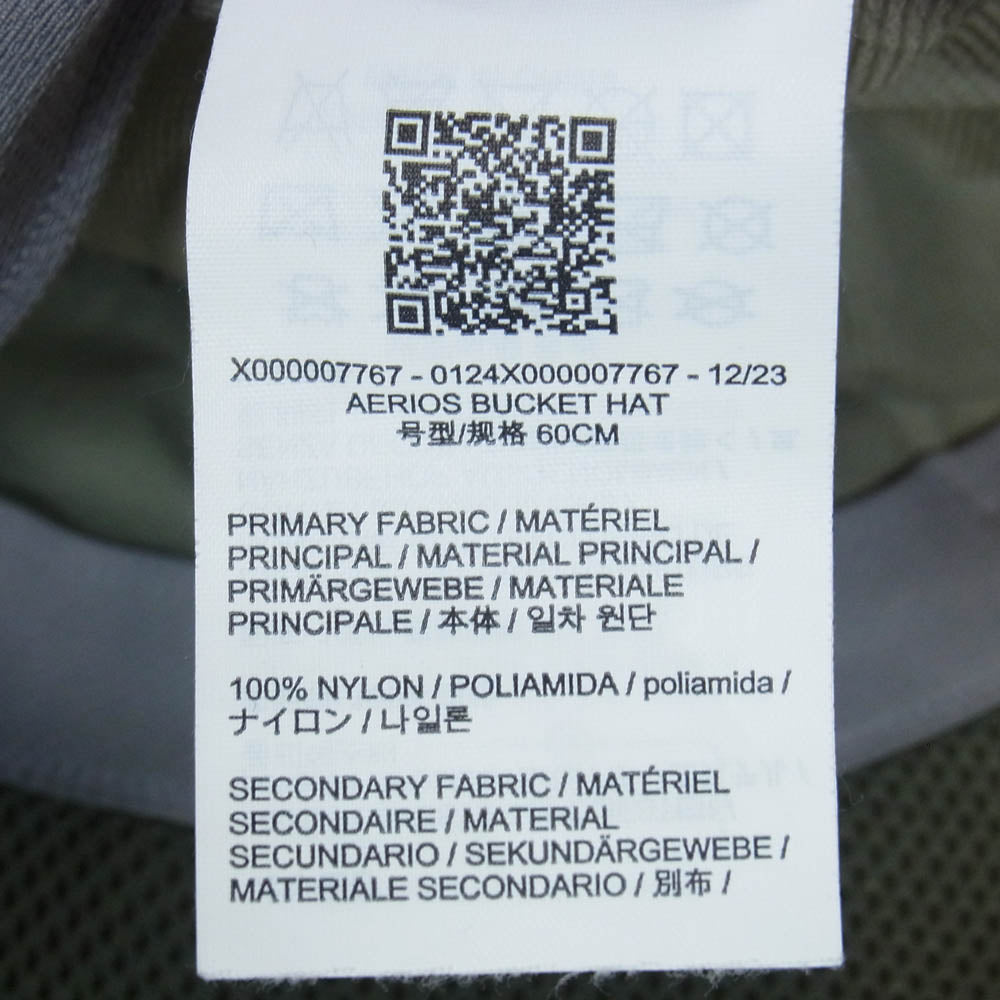 X000007767 - 0124X000007767 - 12/23
AERIOS BUCKET HAT
号型/规格 60CM
PRIMARY FABRIC / MATÉRIEL
PRINCIPAL / MATERIAL PRINCIPAL /
PRIMÄRGEWEBE / MATERIALE
PRINCIPALE / 本体 / 일차 원단
100% NYLON / POLIAMIDA / poliamida /
ナイロン / 나일론
SECONDARY FABRIC / MATÉRIEL
SECONDAIRE / MATERIAL
SECUNDARIO / SEKUNDÄRGEWEBE /
MATERIALE SECONDARIO / 別布 /